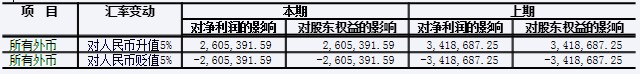 项 目 汇率变动 本期 上期
对净利润的影响 对股东权益的影响 对净利润的影响 对股东权益的影响
所有外币 对人民币升值5% 2,605,391.59 2,605,391.59 3,418,687.25 3,418,687.25
所有外币 对人民币贬值5% -2,605,391.59 -2,605,391.59 -3,418,687.25 -3,418,687.25